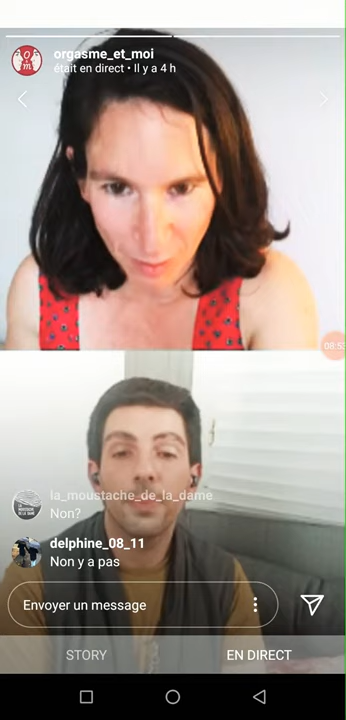 orgasme_et_moi
était en direct • Il y a 4 h
08:53
la_moustache_de_la_dame
Non?
delphine_08_11
Non y a pas
Envoyer un message
STORY
EN DIRECT